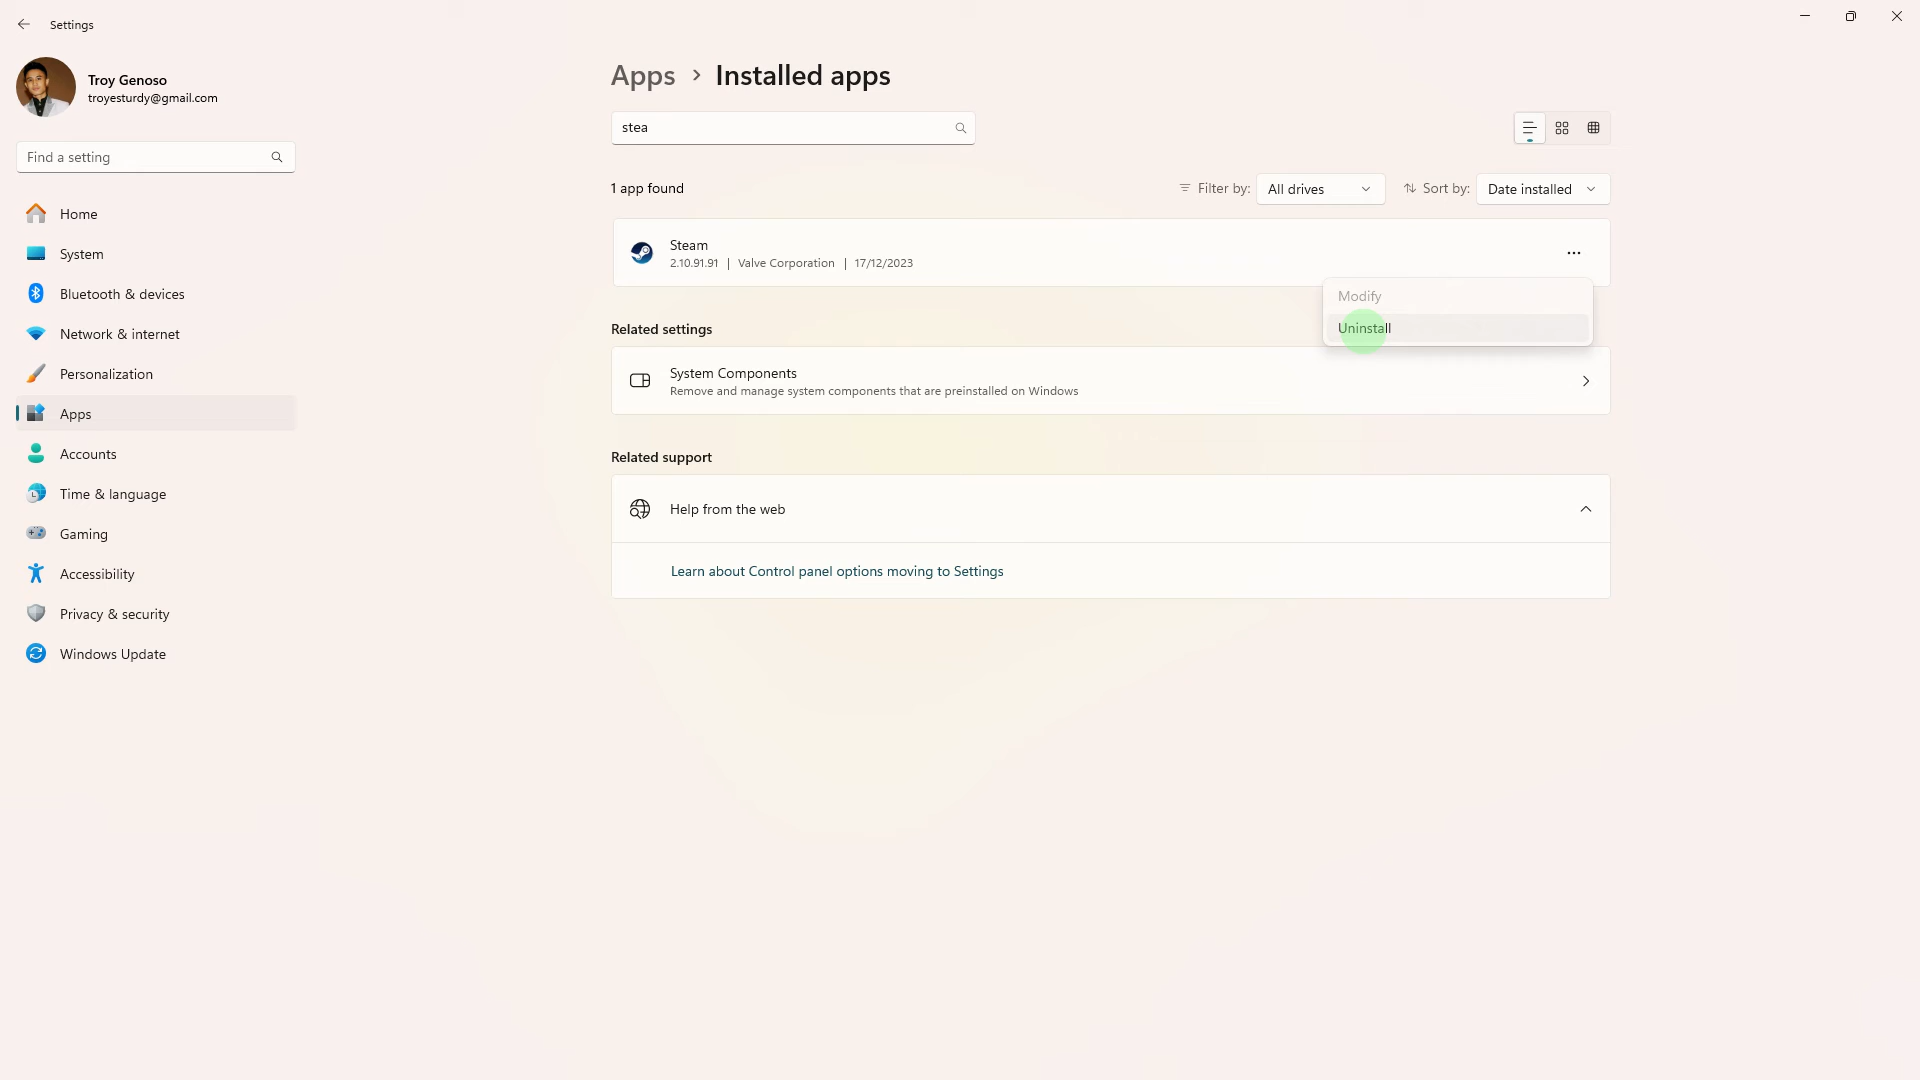 Settings
Troy Genoso
troyesturdy@gmail.com
Find a setting
Home
System
Bluetooth & devices
Network & internet
Personalization
Apps
Accounts
Time & language
Gaming
Accessibility
Privacy & security
Windows Update
Apps > Installed apps
stea
1 app found
Filter by: All drives
Sort by: Date installed
Steam
2.10.91.91 | Valve Corporation | 17/12/2023
Modify
Uninstall
Related settings
System Components
Remove and manage system components that are preinstalled on Windows
Related support
Help from the web
Learn about Control panel options moving to Settings